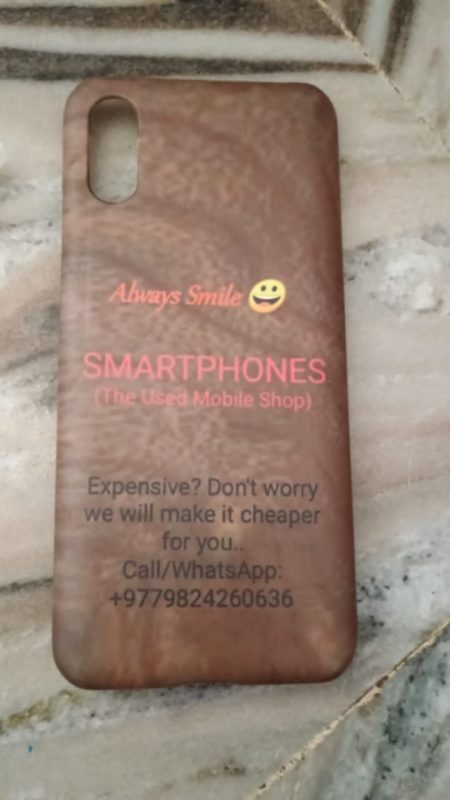 Always Smile 😀
SMARTPHONES
(The Used Mobile Shop)
Expensive? Don't worry
we will make it cheaper
for you..
Call/WhatsApp:
+9779824260636